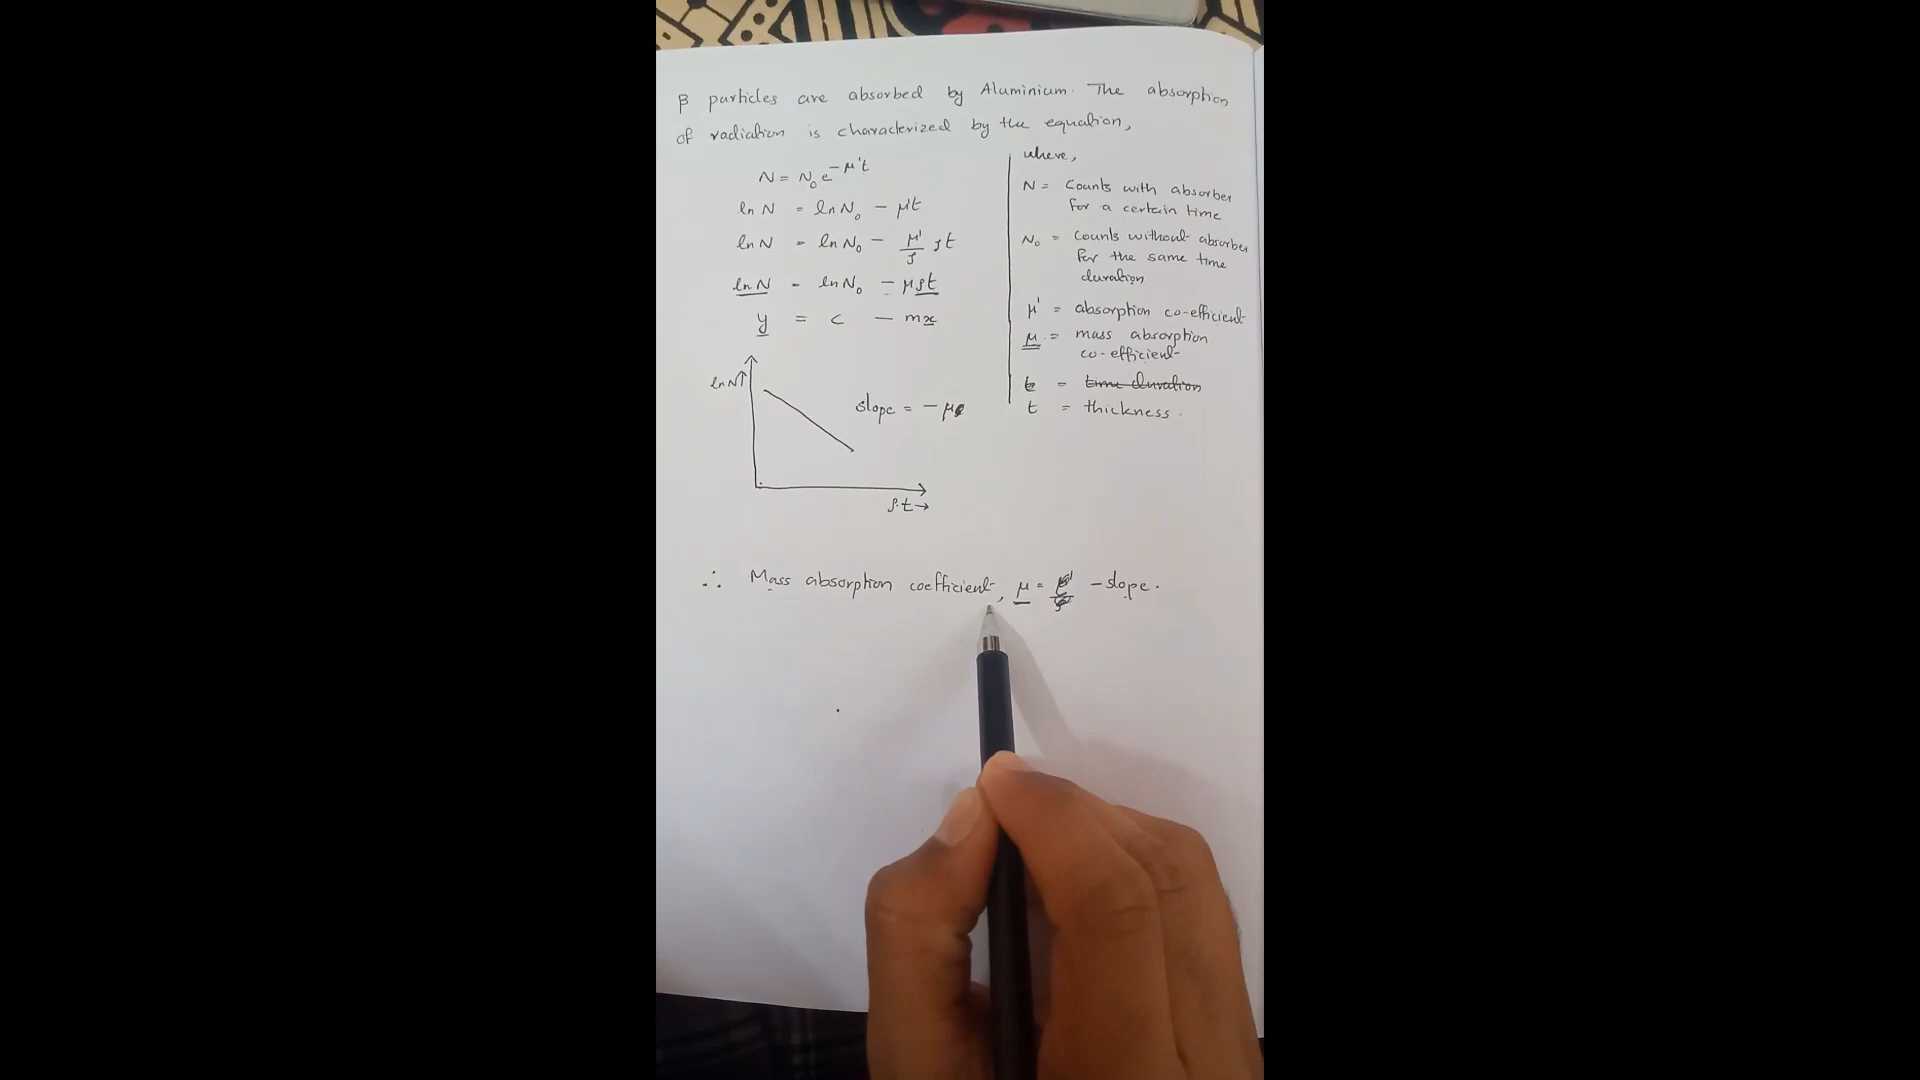 β particles are absorbed by Aluminium. The absorption
of radiation is characterized by the equation,
N = N₀e^-μ't
ln N = ln N₀ - μ't
ln N = ln N₀ - μ'/ρ ρt
ln N = ln N₀ - μρt
y = c - mx
where,
N = Counts with absorber
for a certain time
N₀ = Counts without absorber
for the same time
duration
μ' = absorption co-efficient
μ = mass absorption
co-efficient
t = time duration
t = thickness.
ln N↑
slope = -μ
ρ.t→
∴ Mass absorption coefficient, μ = -slope.